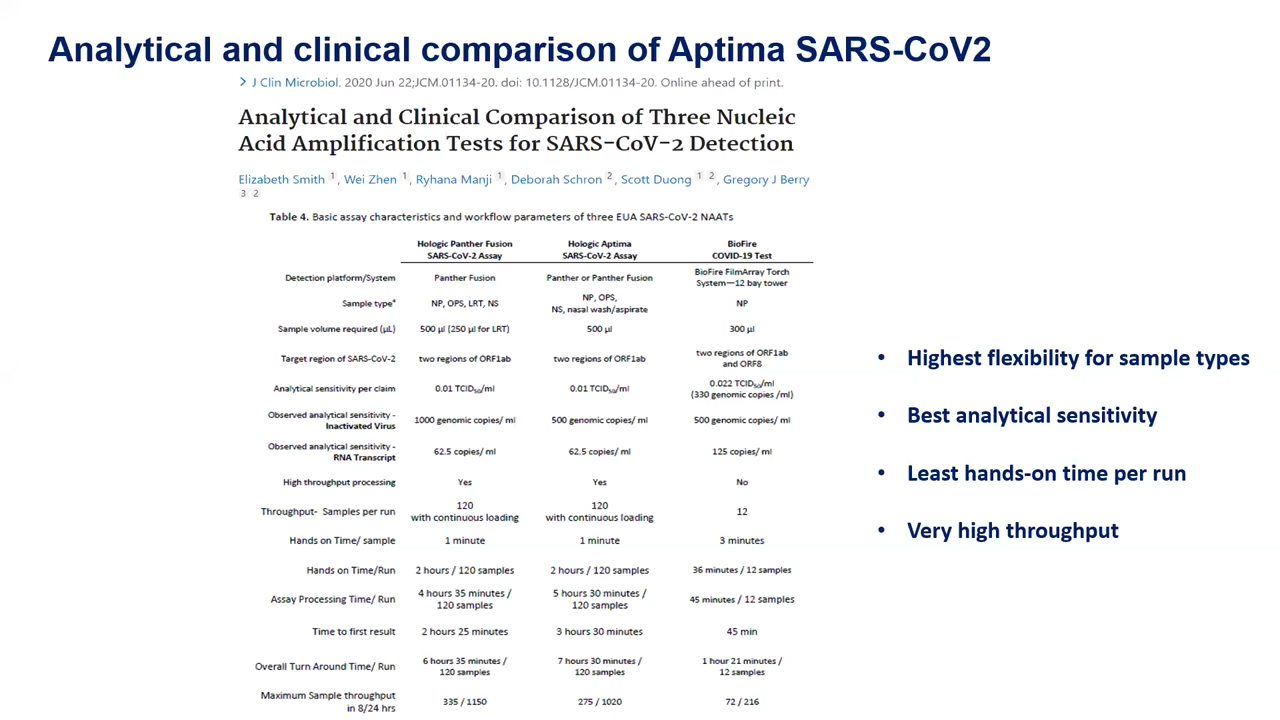 Analytical and clinical comparison of Aptima SARS-CoV2
> J Clin Microbiol. 2020 Jun 22;JCM.01134-20. doi: 10.1128/JCM.01134-20. Online ahead of print.
Analytical and Clinical Comparison of Three Nucleic
Acid Amplification Tests for SARS-CoV-2 Detection
Elizabeth Smith 1, Wei Zhen 1, Ryhana Manji 1, Deborah Schron 2, Scott Duong 1 2, Gregory J Berry
3 2
Table 4. Basic assay characteristics and workflow parameters of three EUA SARS-CoV-2 NAATs
Hologic Panther Fusion Hologic Aptima BioFire
SARS-CoV-2 Assay SARS-CoV-2 Assay COVID-19 Test
Detection platform/System Panther Fusion Panther or Panther Fusion BioFire FilmArray Torch
System—12 bay tower
Sample type* NP, OPS, LRT, NS NP, OPS, NP
NS, nasal wash/aspirate
Sample volume required (µL) 500 µl (250 µl for LRT) 500 µl 300 µl
Target region of SARS-CoV-2 two regions of ORF1ab two regions of ORF1ab two regions of ORF1ab
and ORF8
Analytical sensitivity per claim 0.01 TCID50/ml 0.01 TCID50/ml 0.022 TCID50/ml
(330 genomic copies /ml)
Observed analytical sensitivity -
Inactivated Virus 1000 genomic copies/ ml 500 genomic copies/ ml 500 genomic copies/ ml
Observed analytical sensitivity -
RNA Transcript 62.5 copies/ ml 62.5 copies/ ml 125 copies/ ml
High throughput processing Yes Yes No
Throughput- Samples per run 120 120 12
with continuous loading with continuous loading
Hands on Time/ sample 1 minute 1 minute 3 minutes
Hands on Time/Run 2 hours / 120 samples 2 hours / 120 samples 36 minutes / 12 samples
Assay Processing Time/ Run 4 hours 35 minutes / 5 hours 30 minutes / 45 minutes / 12 samples
120 samples 120 samples
Time to first result 2 hours 25 minutes 3 hours 30 minutes 45 min
Overall Turn Around Time/ Run 6 hours 35 minutes / 7 hours 30 minutes / 1 hour 21 minutes /
120 samples 120 samples 12 samples
Maximum Sample throughput
in 8/24 hrs 335 / 1150 275 / 1020 72 / 216
• Highest flexibility for sample types
• Best analytical sensitivity
• Least hands-on time per run
• Very high throughput